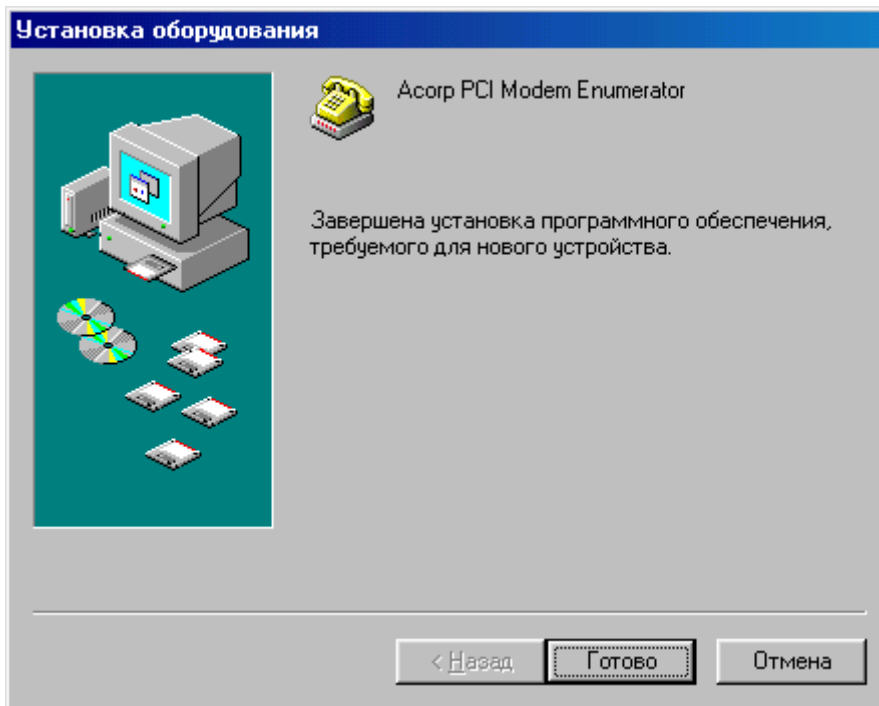 Установка оборудования
Acorp PCI Modem Enumerator
Завершена установка программного обеспечения,
требуемого для нового устройства.
< Назад
Готово
Отмена